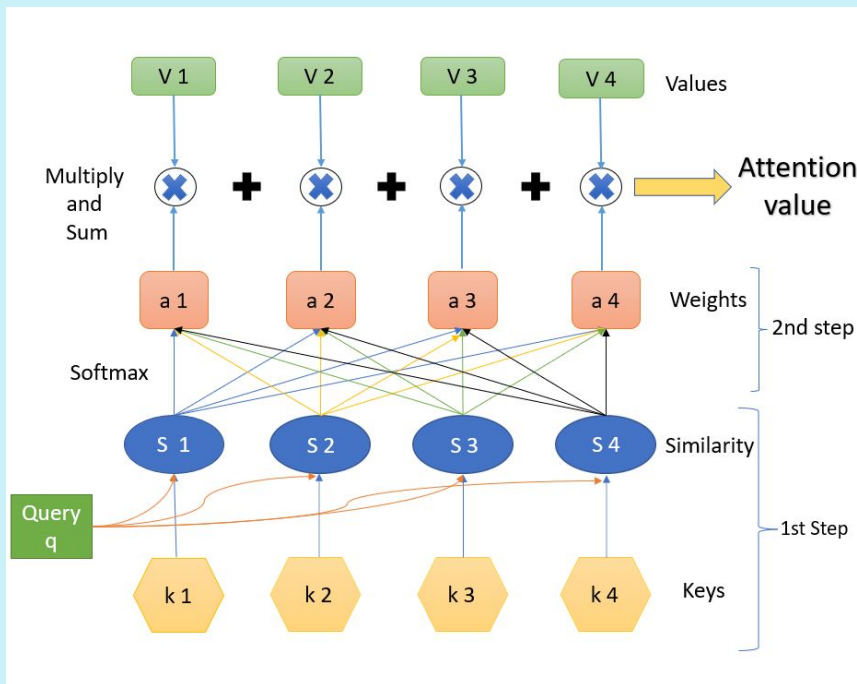 V 1
V 2
V 3
V 4
Values
Multiply
and
Sum
Attention
value
a 1
a 2
a 3
a 4
Weights
2nd step
Softmax
S 1
S 2
S 3
S 4
Similarity
Query
q
1st Step
k 1
k 2
k 3
k 4
Keys